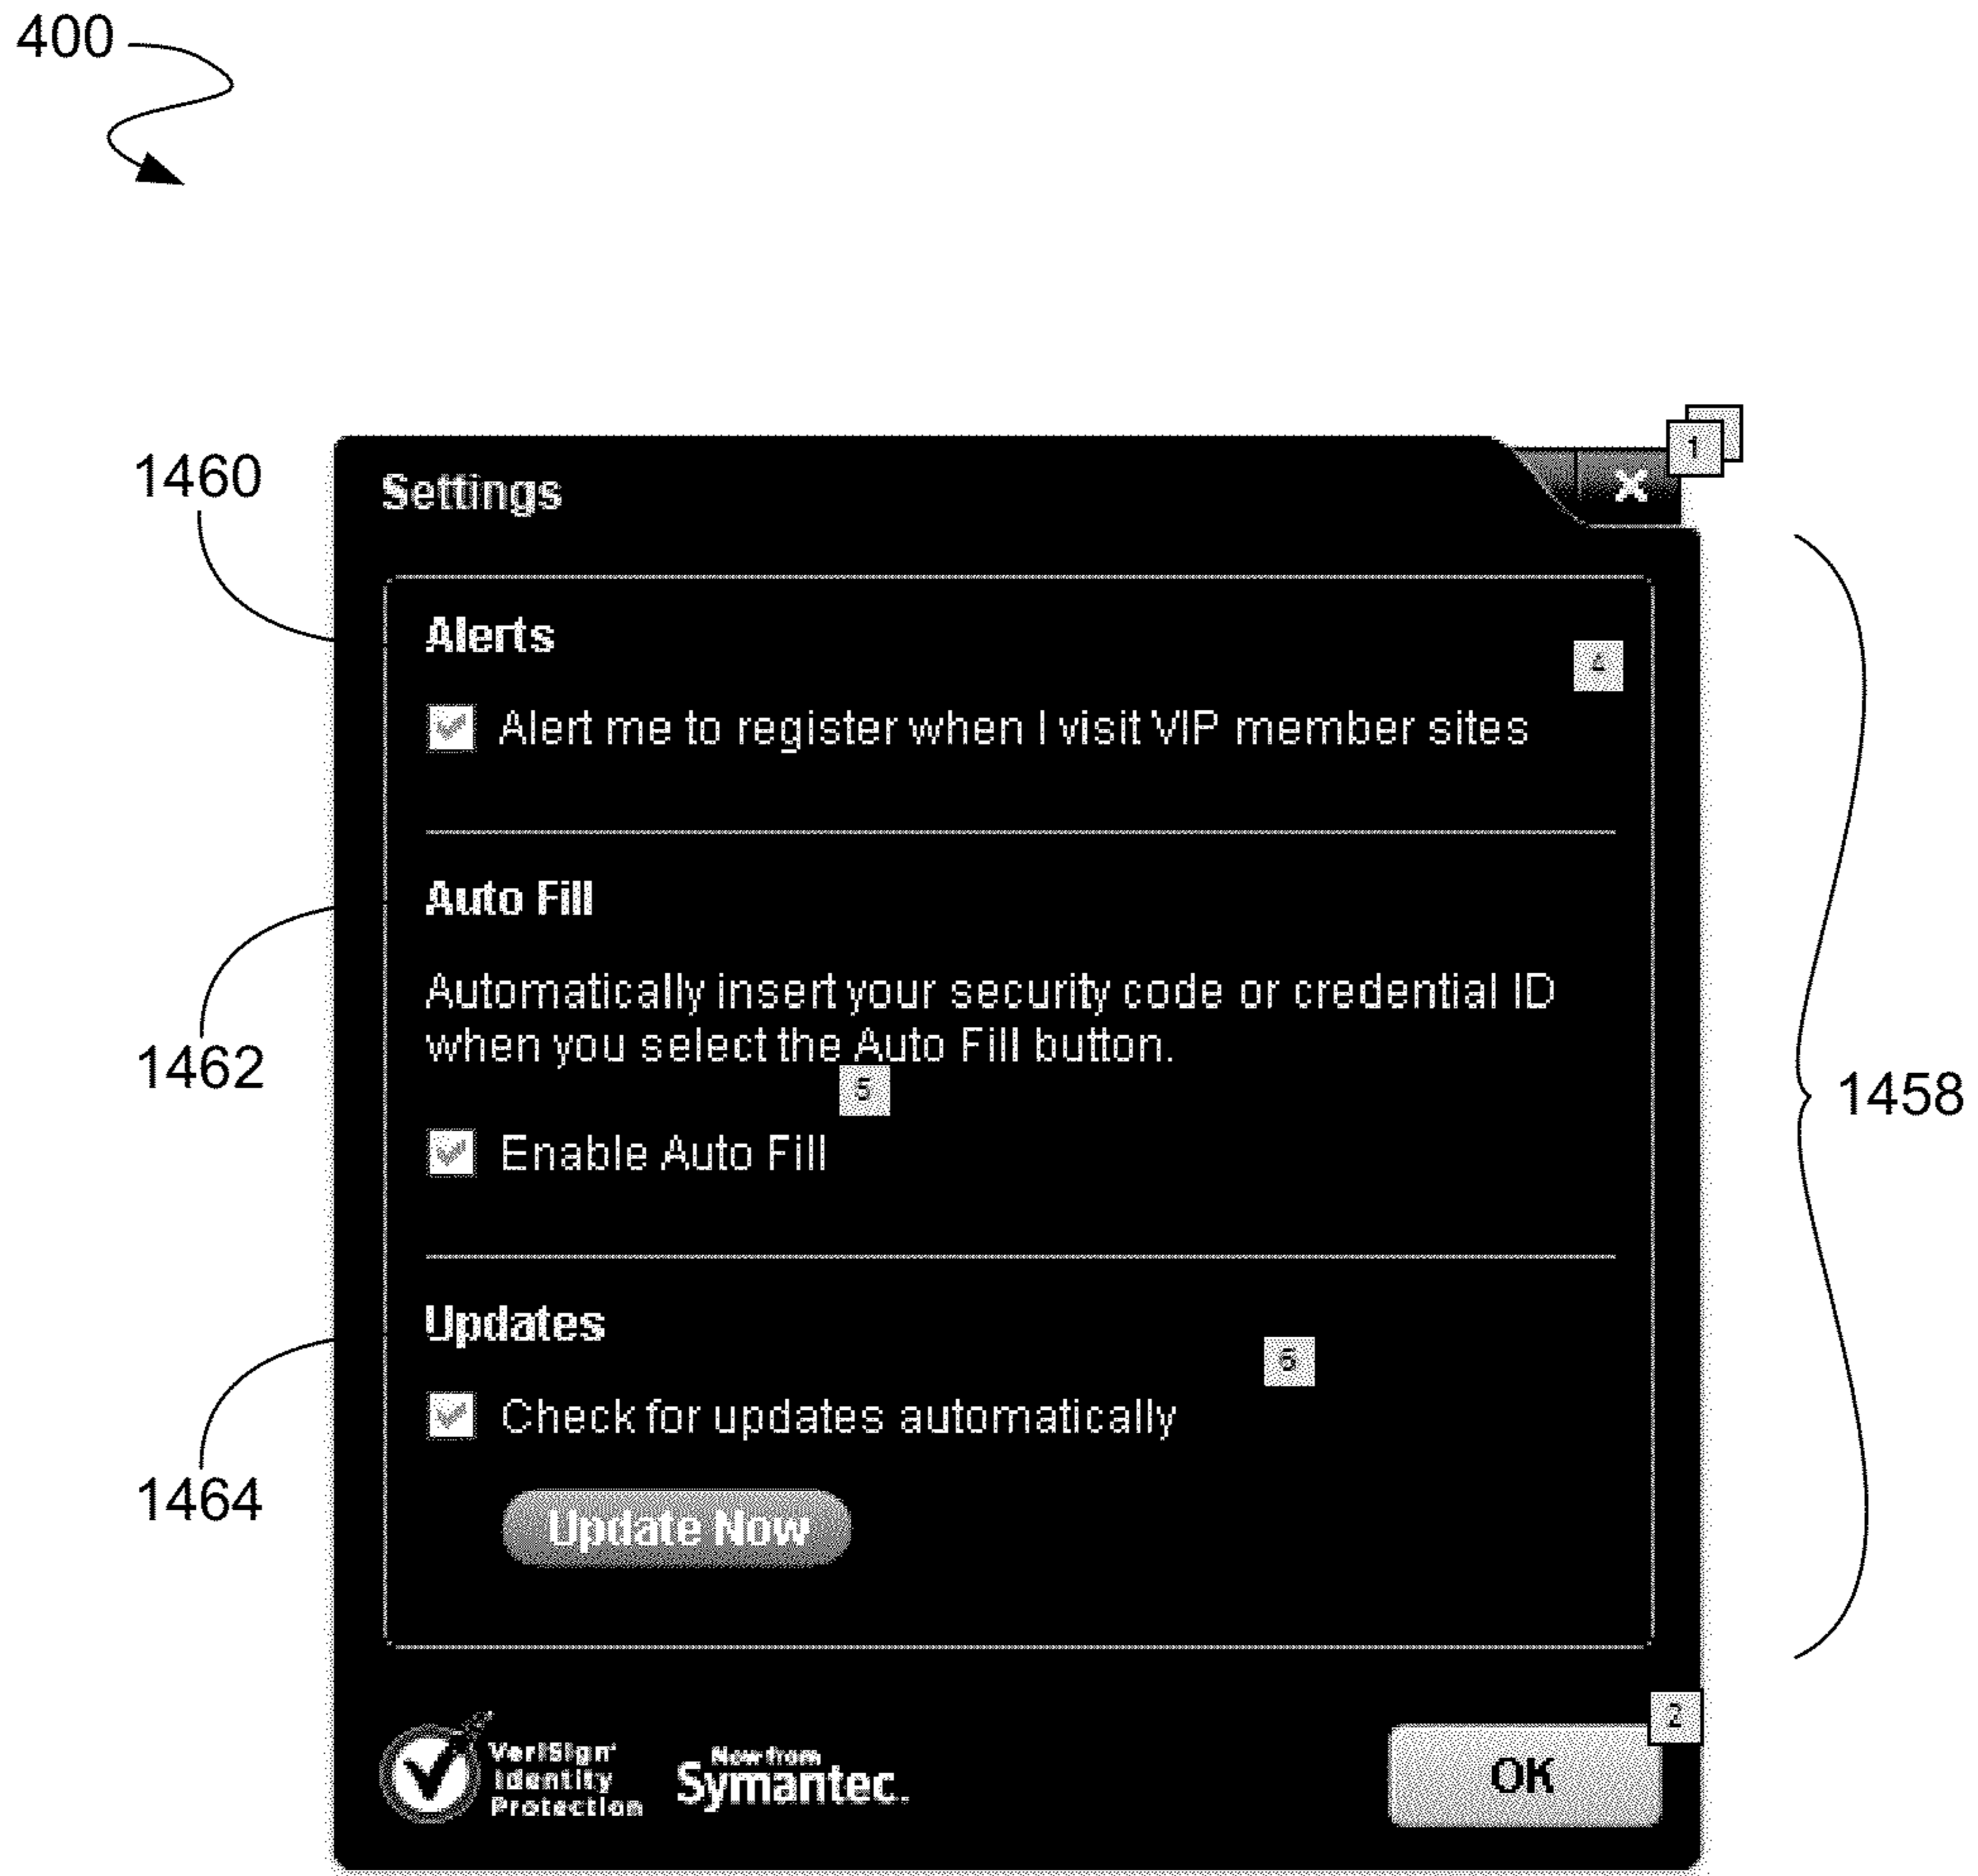 400
1460
Settings
1
Alerts
4
Alert me to register when I visit VIP member sites
Auto Fill
1462
Automatically insert your security code or credential ID
when you select the Auto Fill button.
5
1458
Enable Auto Fill
Updates
6
Check for updates automatically
1464
Update Now
2
VeriSign
Identity
Protection
Now from
Symantec.
OK